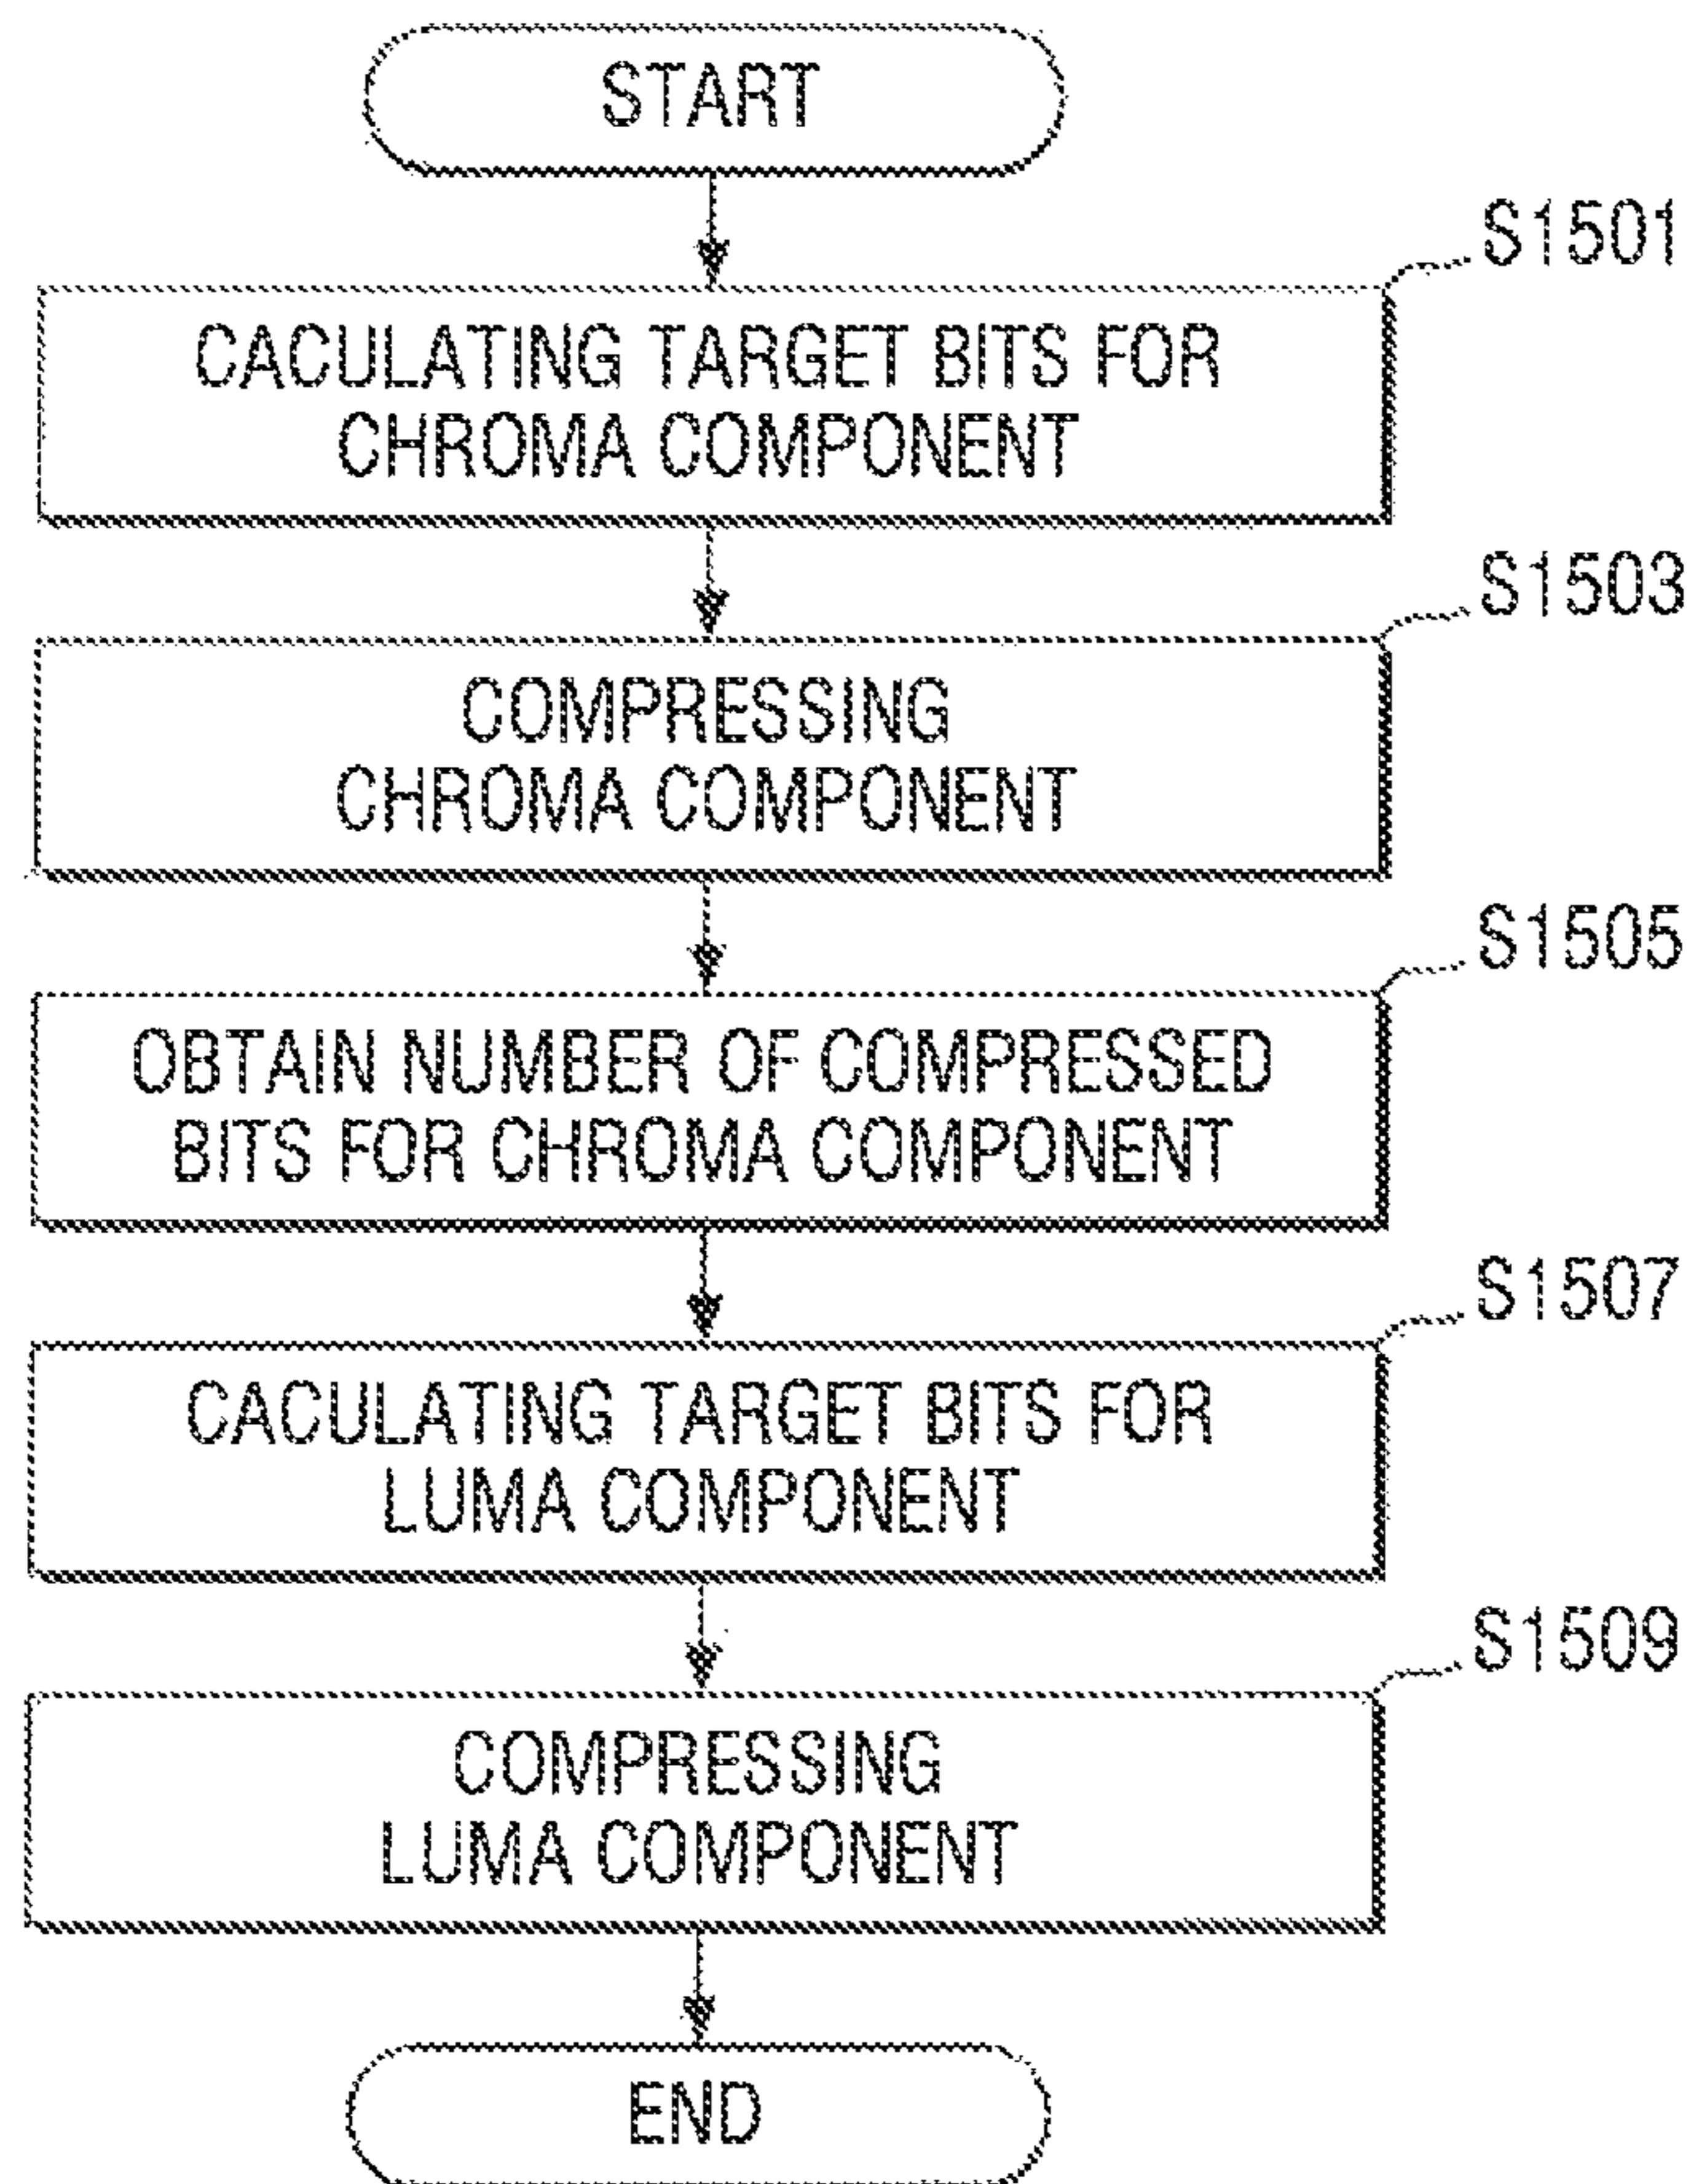 START
S1501
CACULATING TARGET BITS FOR
CHROMA COMPONENT
S1503
COMPRESSING
CHROMA COMPONENT
S1505
OBTAIN NUMBER OF COMPRESSED
BITS FOR CHROMA COMPONENT
S1507
CACULATING TARGET BITS FOR
LUMA COMPONENT
S1509
COMPRESSING
LUMA COMPONENT
END